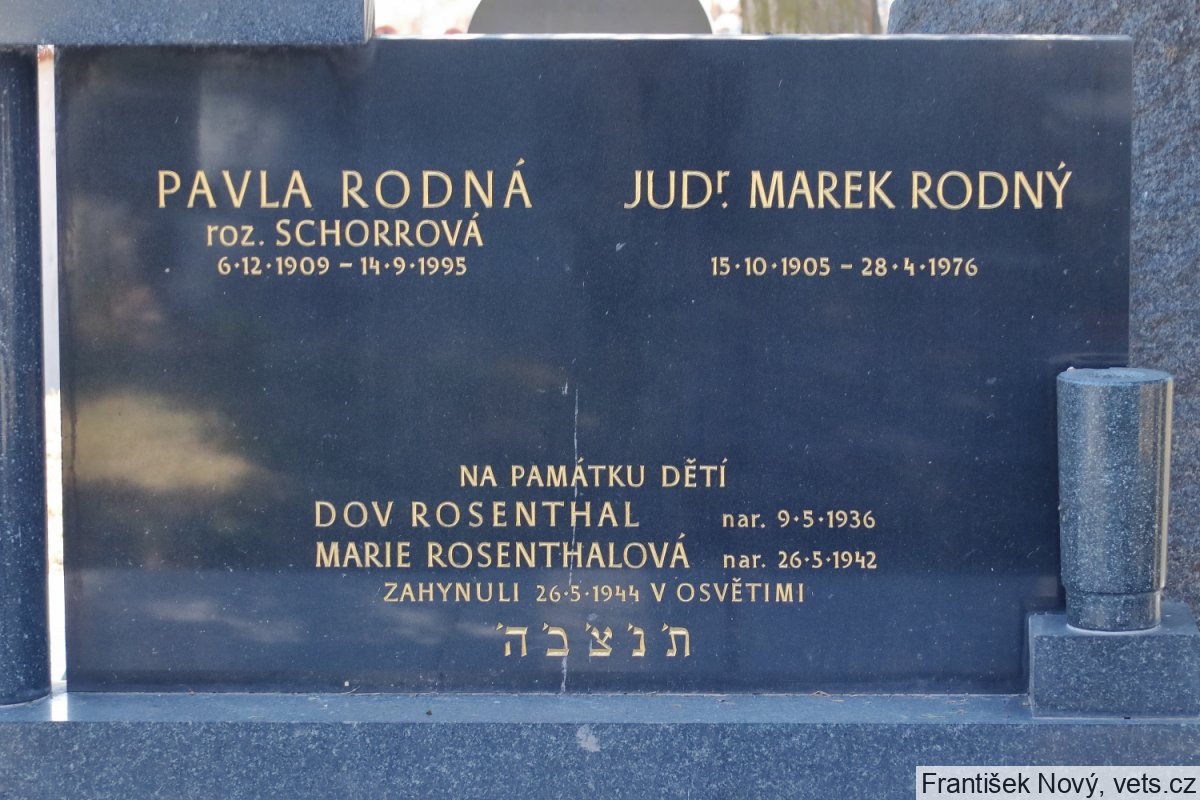 PAVLA RODNÁ
roz. SCHORROVÁ
6·12·1909 – 14·9·1995
JUDr. MAREK RODNÝ
15·10·1905 – 28·4·1976
NA PAMÁTKU DĚTÍ
DOV ROSENTHAL nar. 9·5·1936
MARIE ROSENTHALOVÁ nar. 26·5·1942
ZAHYNULI 26·5·1944 V OSVĚTIMI
ת׳נ׳צ׳ב׳ה׳
František Nový, vets.cz